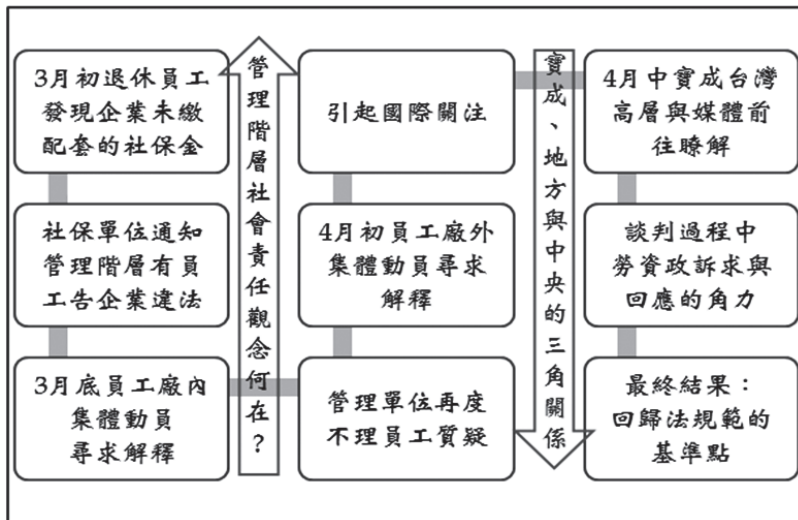 3月初退休員工
發現企業未繳
配套的社保金
社保單位通知
管理階層有員
工告企業違法
3月底員工廠內
集體動員
尋求解釋
管理階層社會責任觀念何在？
管理單位再度
不理員工質疑
4月初員工廠外
集體動員尋求
解釋
引起國際關注
寶成、地方與中央的三角關係
4月中寶成台灣
高層與媒體前
往瞭解
談判過程中
勞資政訴求與
回應的角力
最終結果：
回歸法規範的
基準點